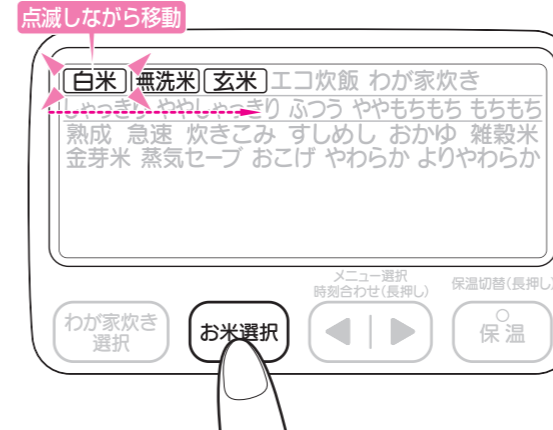 点滅しながら移動
白米 無洗米 玄米 エコ炊飯 わが家炊き
しゃっきり ややしゃっきり ふつう ややもちもち もちもち
熟成 急速 炊きこみ すしめし おかゆ 雑穀米
金芽米 蒸気セーブ おこげ やわらか よりやわらか
メニュー選択
時刻合わせ(長押し)
保温切替(長押し)
わが家炊き
選択
お米選択
保温